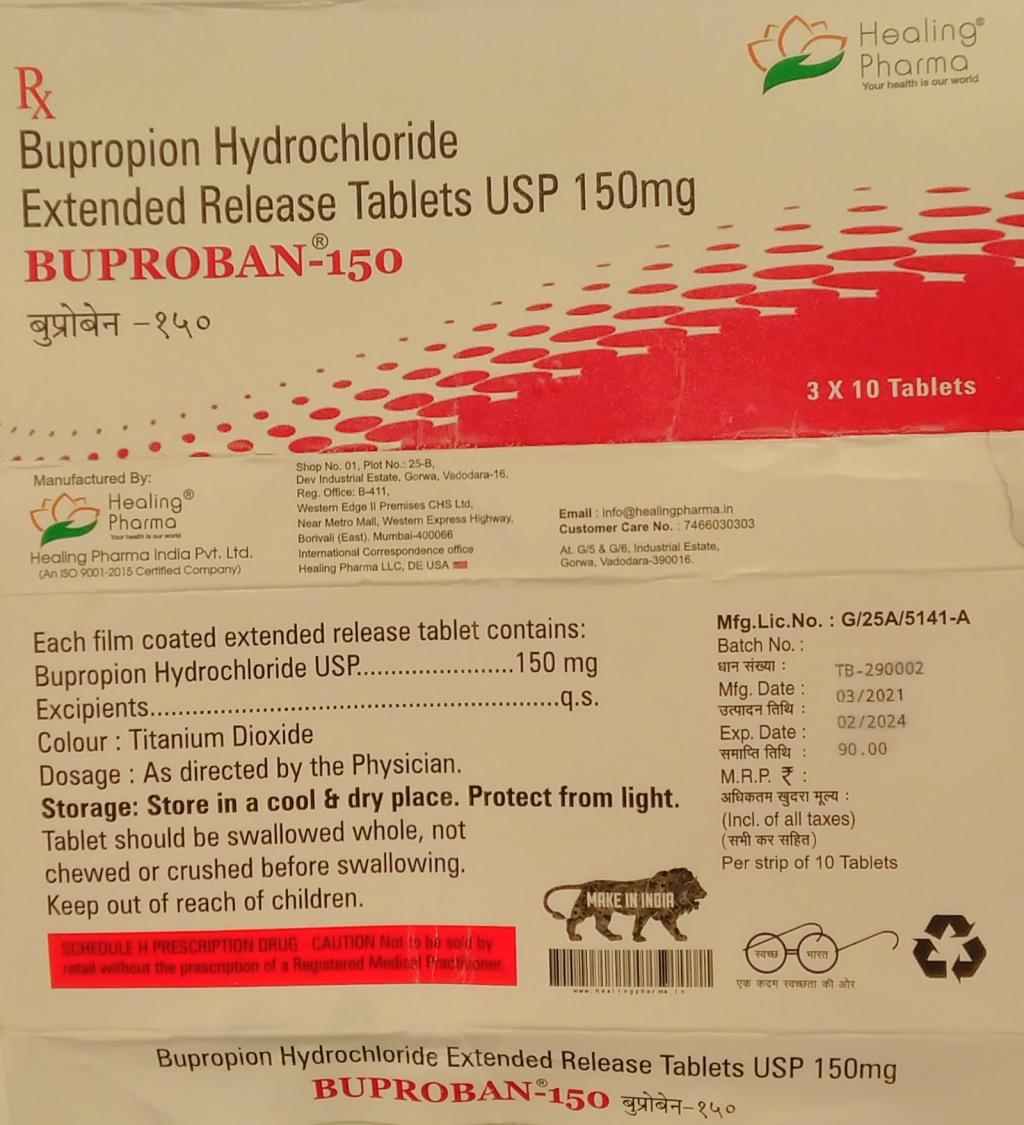 Healing®
Pharma
Your health is our world
Rx
Bupropion Hydrochloride
Extended Release Tablets USP 150mg
BUPROBAN®-150
बुप्रोबेन -१५०
3 X 10 Tablets
Manufactured By:
Healing®
Pharma
Your health is our world
Healing Pharma India Pvt. Ltd.
(An ISO 9001-2015 Certified Company)
Shop No. 01, Plot No.: 25-B,
Dev Industrial Estate, Gorwa, Vadodara-16.
Reg. Office: B-411,
Western Edge II Premises CHS Ltd,
Near Metro Mall, Western Express Highway,
Borivali (East). Mumbai-400066
International Correspondence office
Healing Pharma LLC, DE USA
Email : info@healingpharma.in
Customer Care No. : 7466030303
At. G/5 & G/6, Industrial Estate,
Gorwa, Vadodara-390016.
Each film coated extended release tablet contains:
Bupropion Hydrochloride USP......................150 mg
Excipients..........................................................q.s.
Colour : Titanium Dioxide
Dosage : As directed by the Physician.
Storage: Store in a cool & dry place. Protect from light.
Tablet should be swallowed whole, not
chewed or crushed before swallowing.
Keep out of reach of children.
SCHEDULE H PRESCRIPTION DRUG - CAUTION Not to be sold by
retail without the prescription of a Registered Medical Practitioner.
Mfg.Lic.No. : G/25A/5141-A
Batch No. :
धान संख्या : TB-290002
Mfg. Date : 03/2021
उत्पादन तिथि :
Exp. Date : 02/2024
समाप्ति तिथि : 90.00
M.R.P. ₹ :
अधिकतम खुदरा मूल्य :
(Incl. of all taxes)
(सभी कर सहित)
Per strip of 10 Tablets
MAKE IN INDIA
www.healingpharma.in
स्वच्छ भारत
एक कदम स्वच्छता की ओर
Bupropion Hydrochloride Extended Release Tablets USP 150mg
BUPROBAN®-150 बुप्रोबेन-१५०